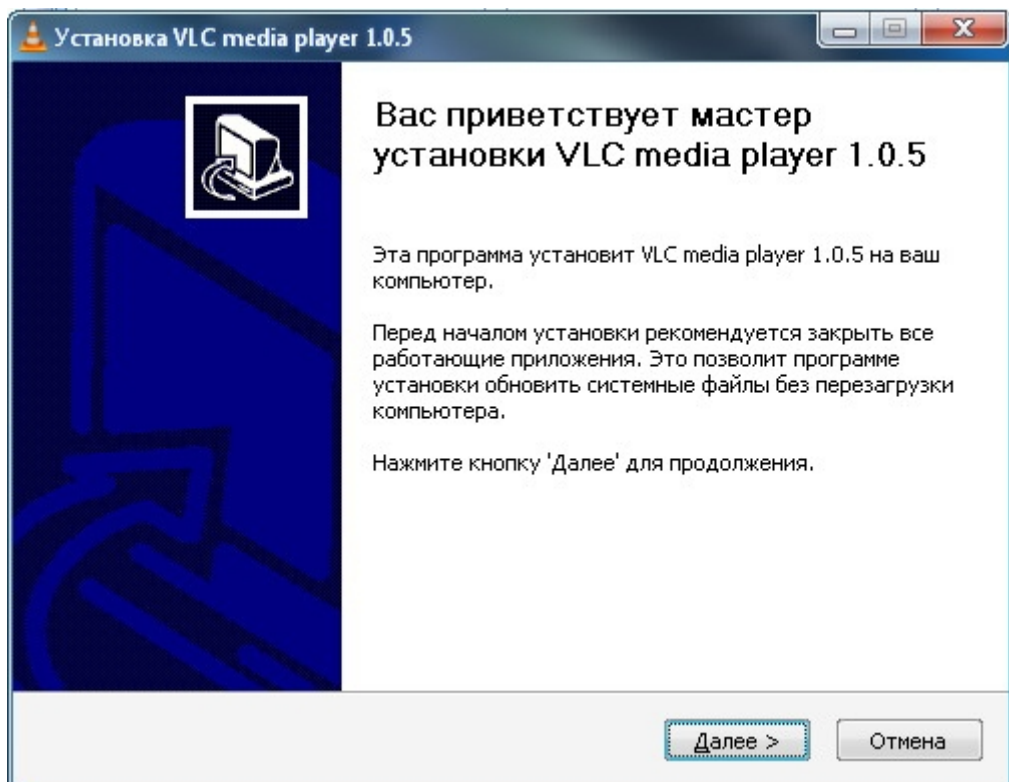 Установка VLC media player 1.0.5
Вас приветствует мастер
установки VLC media player 1.0.5
Эта программа установит VLC media player 1.0.5 на ваш
компьютер.
Перед началом установки рекомендуется закрыть все
работающие приложения. Это позволит программе
установки обновить системные файлы без перезагрузки
компьютера.
Нажмите кнопку 'Далее' для продолжения.
Далее >
Отмена